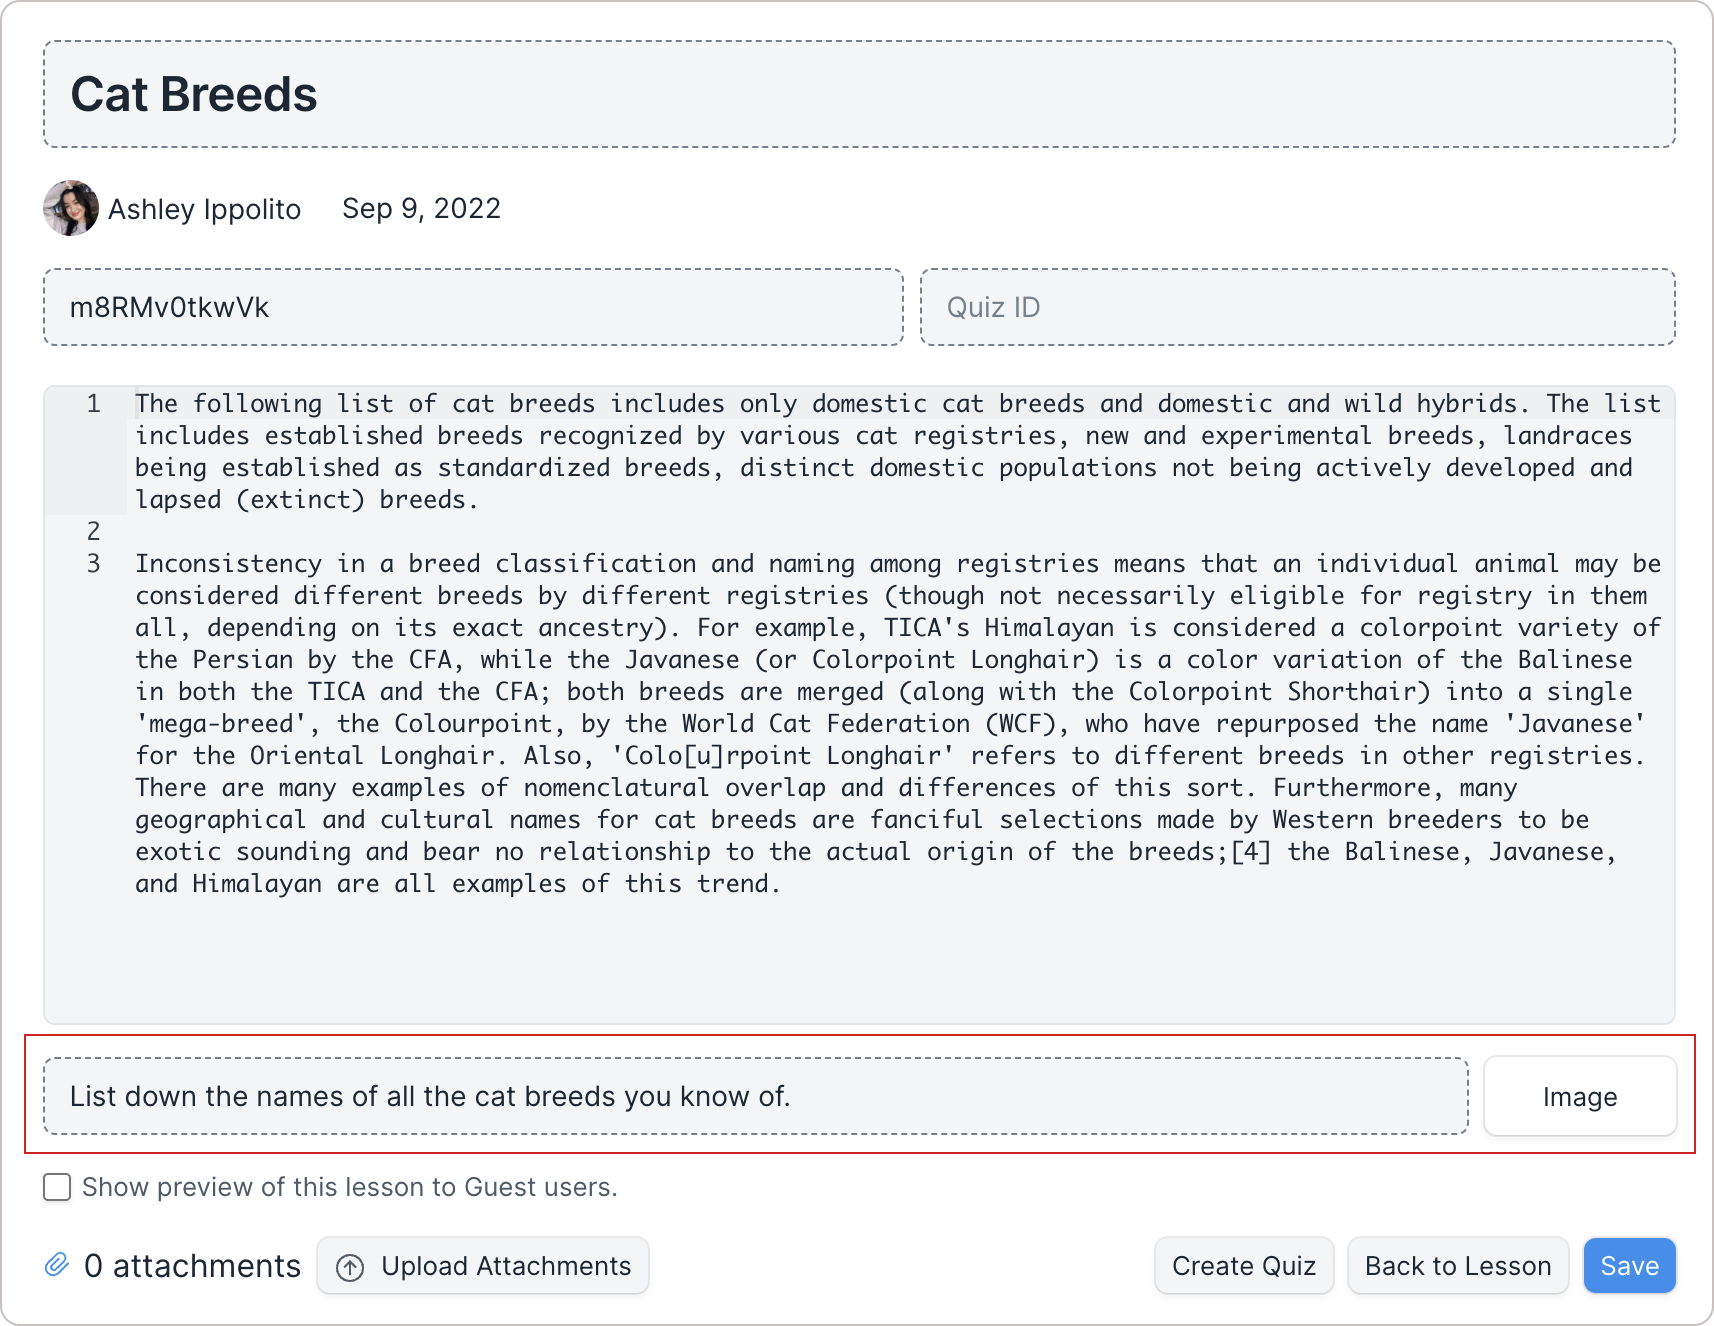 Cat Breeds
Ashley Ippolito Sep 9, 2022
m8RMv0tkwVk Quiz ID
1 The following list of cat breeds includes only domestic cat breeds and domestic and wild hybrids. The list
includes established breeds recognized by various cat registries, new and experimental breeds, landraces
being established as standardized breeds, distinct domestic populations not being actively developed and
lapsed (extinct) breeds.
2
3 Inconsistency in a breed classification and naming among registries means that an individual animal may be
considered different breeds by different registries (though not necessarily eligible for registry in them
all, depending on its exact ancestry). For example, TICA's Himalayan is considered a colorpoint variety of
the Persian by the CFA, while the Javanese (or Colorpoint Longhair) is a color variation of the Balinese
in both the TICA and the CFA; both breeds are merged (along with the Colorpoint Shorthair) into a single
'mega-breed', the Colourpoint, by the World Cat Federation (WCF), who have repurposed the name 'Javanese'
for the Oriental Longhair. Also, 'Colo[u]rpoint Longhair' refers to different breeds in other registries.
There are many examples of nomenclatural overlap and differences of this sort. Furthermore, many
geographical and cultural names for cat breeds are fanciful selections made by Western breeders to be
exotic sounding and bear no relationship to the actual origin of the breeds;[4] the Balinese, Javanese,
and Himalayan are all examples of this trend.
List down the names of all the cat breeds you know of. Image
Show preview of this lesson to Guest users.
0 attachments Upload Attachments Create Quiz Back to Lesson Save